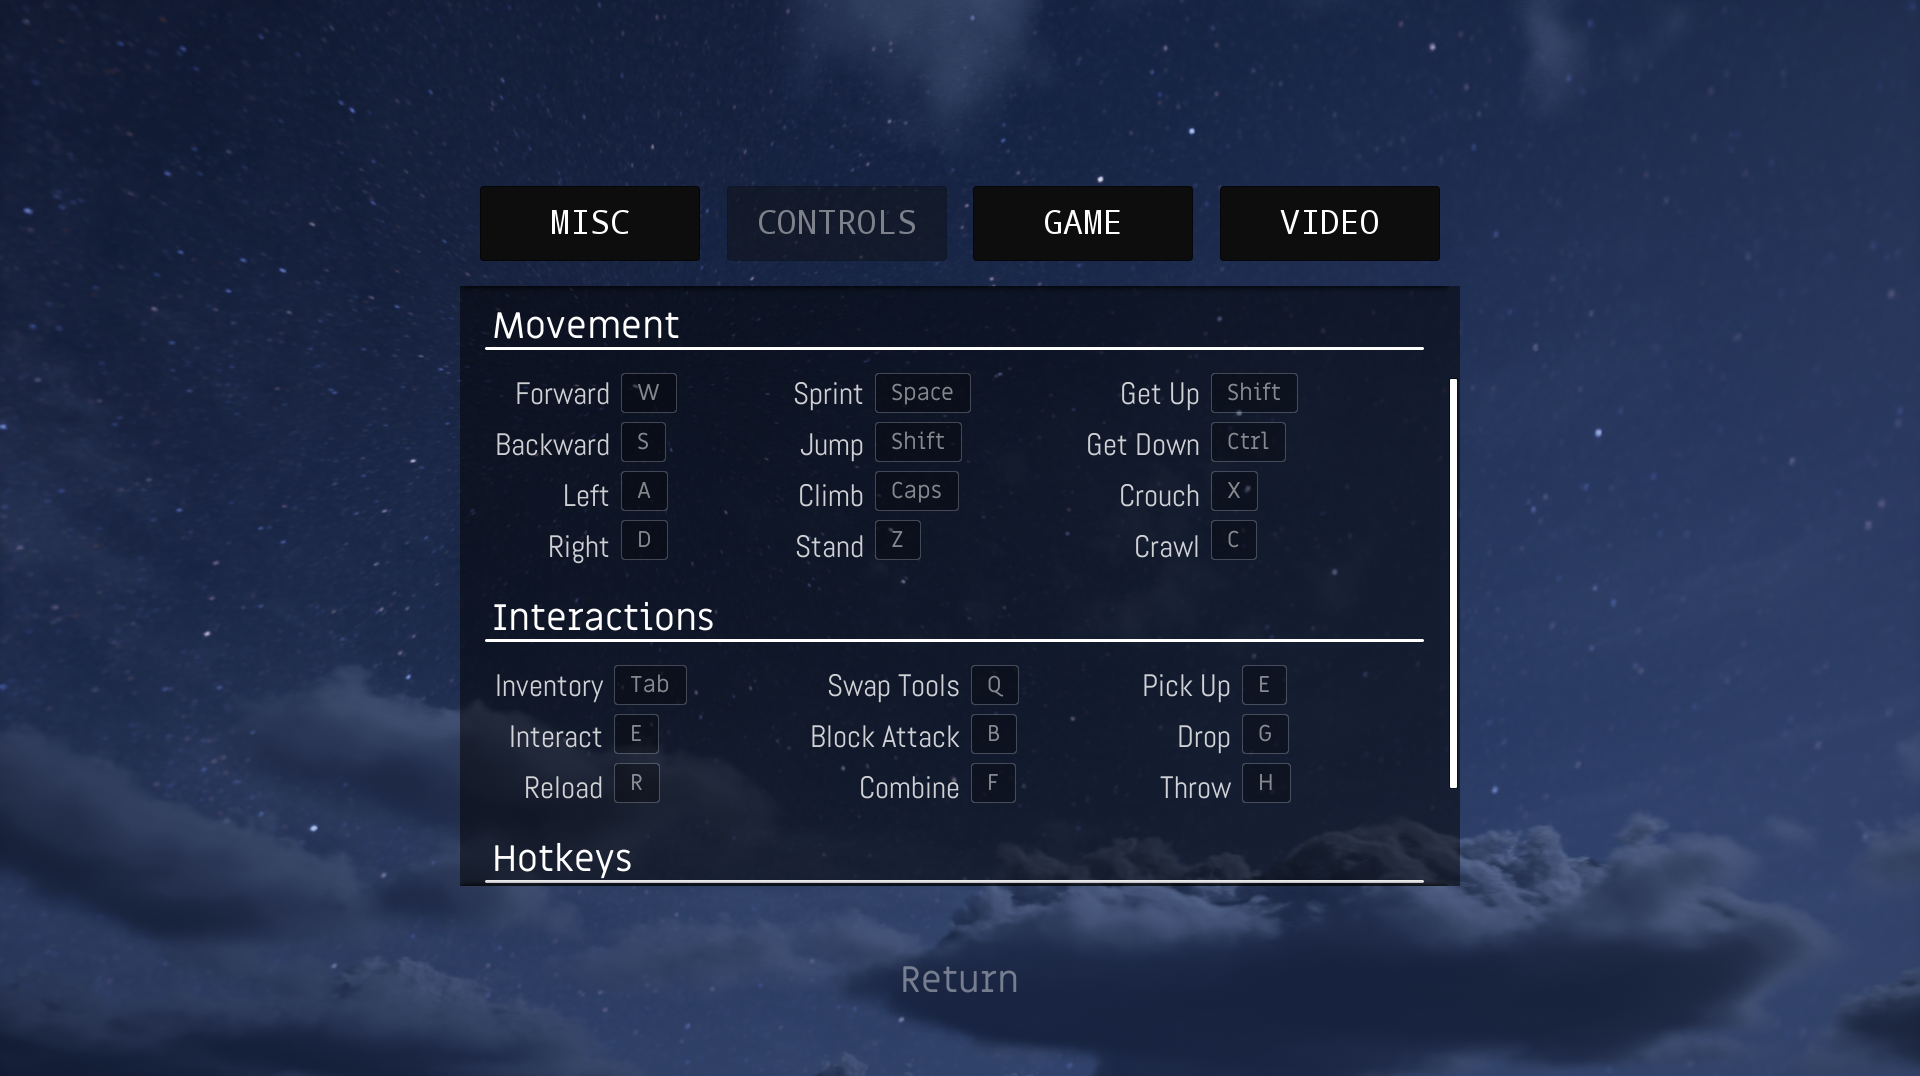 MISC CONTROLS GAME VIDEO
Movement
Forward W Sprint Space Get Up Shift
Backward S Jump Shift Get Down Ctrl
Left A Climb Caps Crouch X
Right D Stand Z Crawl C
Interactions
Inventory Tab Swap Tools Q Pick Up E
Interact E Block Attack B Drop G
Reload R Combine F Throw H
Hotkeys
Return